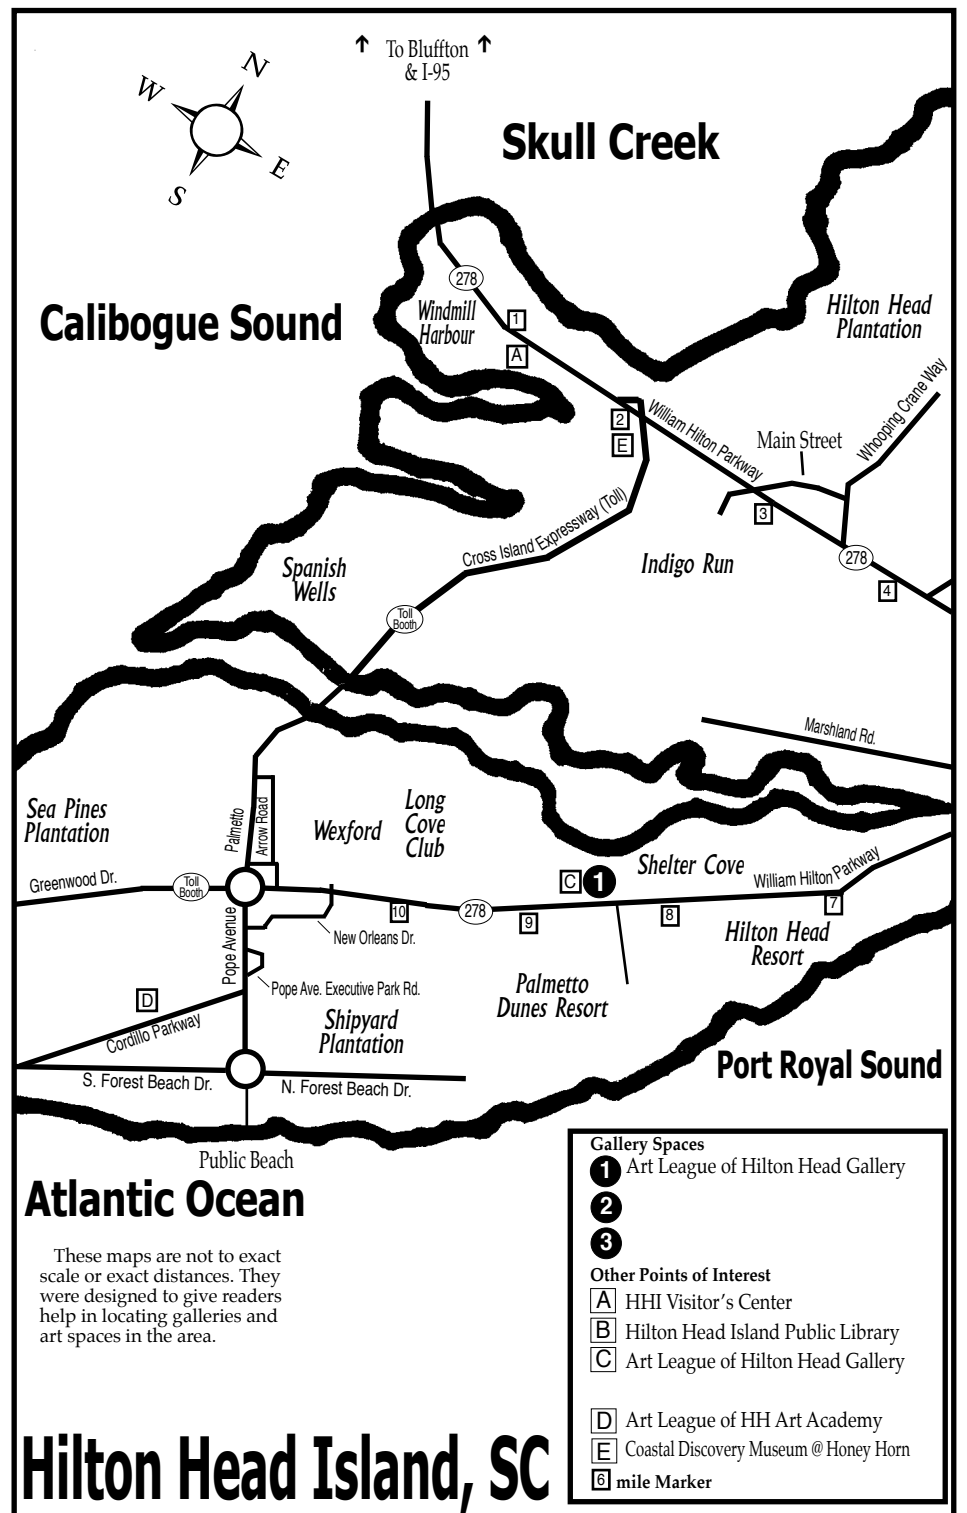 To Bluffton
& I-95
N
W
E
S
Skull Creek
278
Calibogue Sound
Windmill
Harbour
1
A
Hilton Head
Plantation
2
E
William Hilton Parkway
Main Street
Whooping Crane Way
3
Cross Island Expressway (Toll)
Indigo Run
278
4
Spanish
Wells
Toll
Booth
Marshland Rd.
Sea Pines
Plantation
Palmetto
Arrow Road
Wexford
Long
Cove
Club
Shelter Cove
William Hilton Parkway
Greenwood Dr.
Toll
Booth
C
1
10
278
9
8
7
New Orleans Dr.
Pope Avenue
Hilton Head
Resort
Pope Ave. Executive Park Rd.
Palmetto
Dunes Resort
D
Cordillo Parkway
Shipyard
Plantation
Port Royal Sound
S. Forest Beach Dr.
N. Forest Beach Dr.
Public Beach
Atlantic Ocean
These maps are not to exact
scale or exact distances. They
were designed to give readers
help in locating galleries and
art spaces in the area.
Gallery Spaces
1 Art League of Hilton Head Gallery
2
3
Other Points of Interest
A HHI Visitor's Center
B Hilton Head Island Public Library
C Art League of Hilton Head Gallery
D Art League of HH Art Academy
E Coastal Discovery Museum @ Honey Horn
6 mile Marker
Hilton Head Island, SC